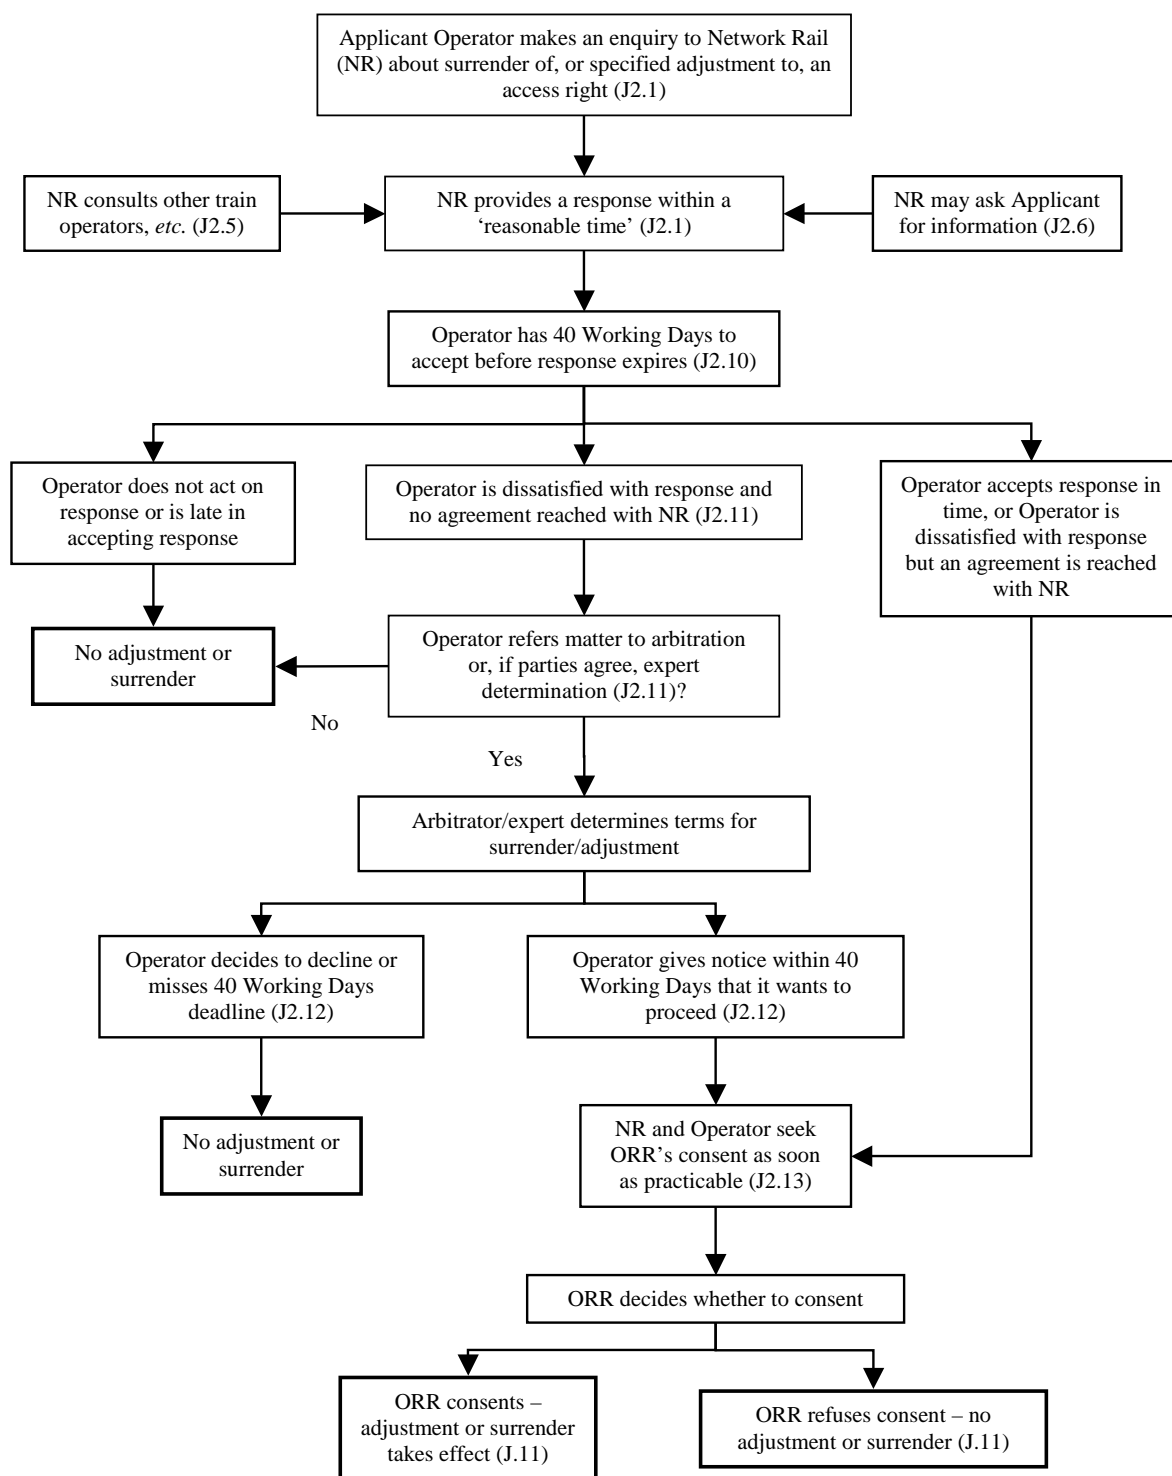 Applicant Operator makes an enquiry to Network Rail
(NR) about surrender of, or specified adjustment to, an
access right (J2.1)
NR consults other train
operators, etc. (J2.5)
NR provides a response within a
‘reasonable time’ (J2.1)
NR may ask Applicant
for information (J2.6)
Operator has 40 Working Days to
accept before response expires (J2.10)
Operator does not act on
response or is late in
accepting response
Operator is dissatisfied with response and
no agreement reached with NR (J2.11)
Operator accepts response in
time, or Operator is
dissatisfied with response
but an agreement is reached
with NR
No adjustment or
surrender
Operator refers matter to arbitration
or, if parties agree, expert
determination (J2.11)?
No
Yes
Arbitrator/expert determines terms for
surrender/adjustment
Operator decides to decline or
misses 40 Working Days
deadline (J2.12)
Operator gives notice within 40
Working Days that it wants to
proceed (J2.12)
No adjustment or
surrender
NR and Operator seek
ORR’s consent as soon
as practicable (J2.13)
ORR decides whether to consent
ORR consents –
adjustment or surrender
takes effect (J.11)
ORR refuses consent – no
adjustment or surrender (J.11)